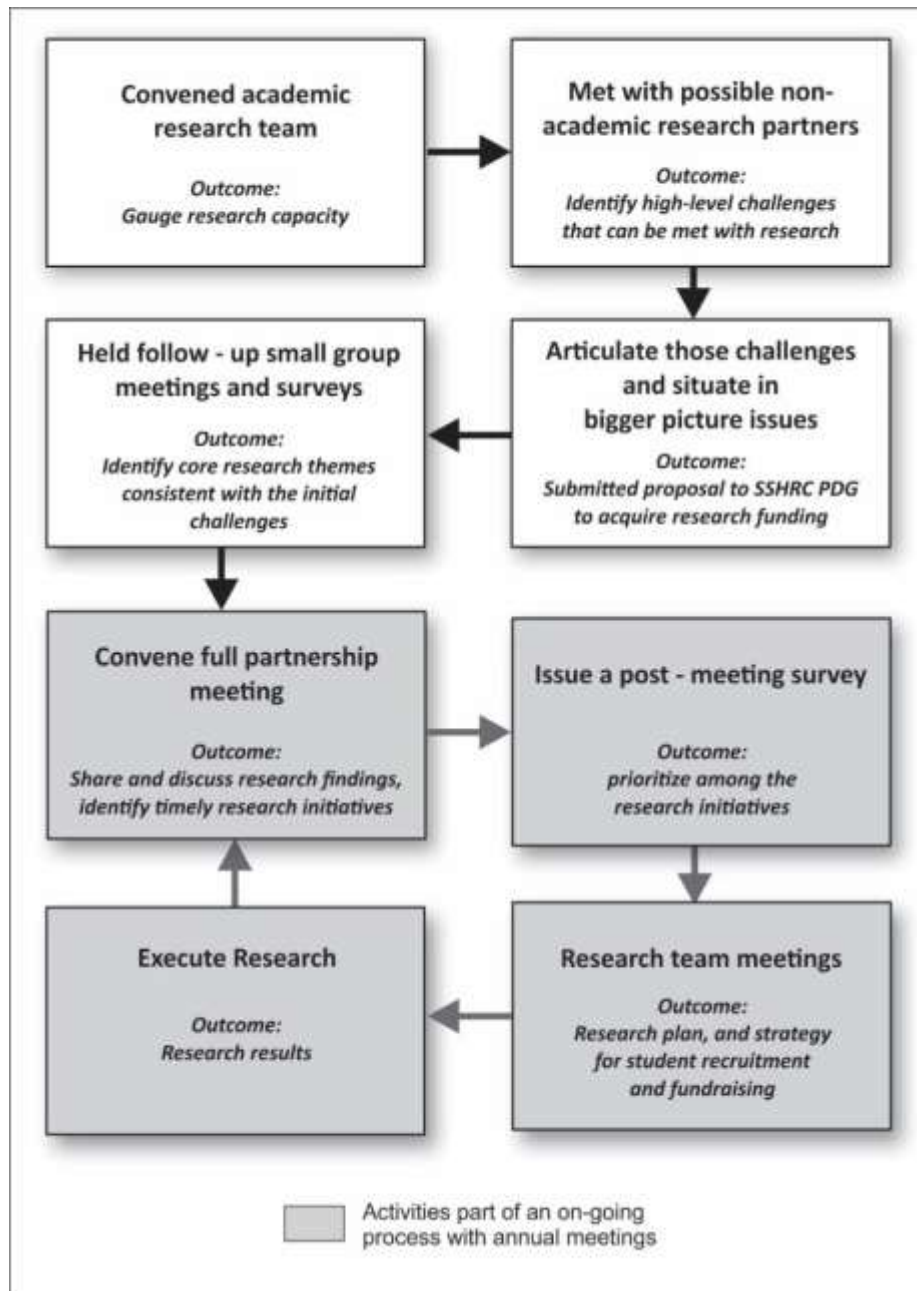 Convened academic
research team
Outcome:
Gauge research capacity
Met with possible non-
academic research partners
Outcome:
Identify high-level challenges
that can be met with research
Articulate those challenges
and situate in
bigger picture issues
Outcome:
Submitted proposal to SSHRC PDG
to acquire research funding
Held follow - up small group
meetings and surveys
Outcome:
Identify core research themes
consistent with the initial
challenges
Convene full partnership
meeting
Outcome:
Share and discuss research findings,
identify timely research initiatives
Issue a post - meeting survey
Outcome:
prioritize among the
research initiatives
Research team meetings
Outcome:
Research plan, and strategy
for student recruitment
and fundraising
Execute Research
Outcome:
Research results
Activities part of an on-going
process with annual meetings